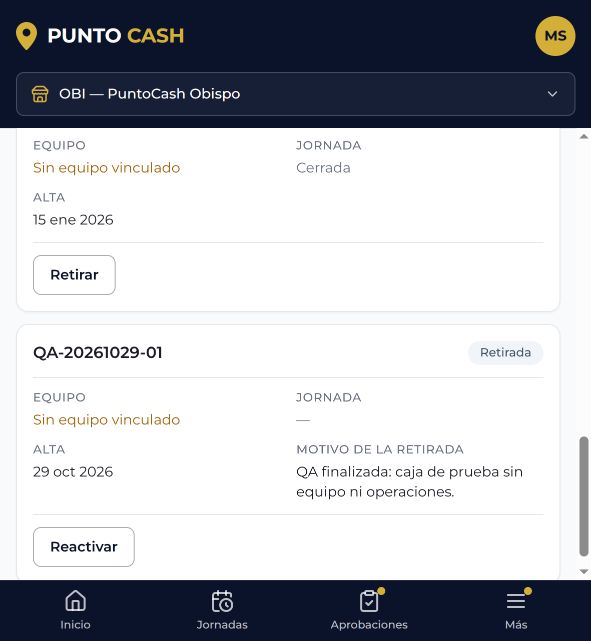 PUNTO CASH
MS
OBI — PuntoCash Obispo
EQUIPO
Sin equipo vinculado
JORNADA
Cerrada
ALTA
15 ene 2026
Retirar
QA-20261029-01
Retirada
EQUIPO
Sin equipo vinculado
JORNADA
—
ALTA
29 oct 2026
MOTIVO DE LA RETIRADA
QA finalizada: caja de prueba sin
equipo ni operaciones.
Reactivar
Inicio
Jornadas
Aprobaciones
Más